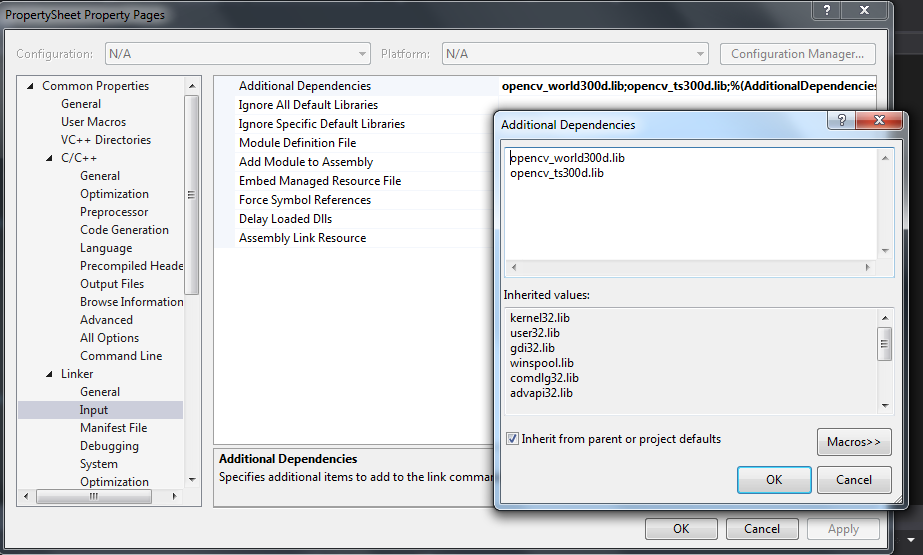 PropertySheet Property Pages
Configuration: N/A Platform: N/A Configuration Manager...
Common Properties
General
User Macros
VC++ Directories
C/C++
General
Optimization
Preprocessor
Code Generation
Language
Precompiled Heade
Output Files
Browse Information
Advanced
All Options
Command Line
Linker
General
Input
Manifest File
Debugging
System
Optimization
Additional Dependencies opencv_world300d.lib;opencv_ts300d.lib;%(AdditionalDependencies
Ignore All Default Libraries
Ignore Specific Default Libraries
Module Definition File
Add Module to Assembly
Embed Managed Resource File
Force Symbol References
Delay Loaded Dlls
Assembly Link Resource
Additional Dependencies
Specifies additional items to add to the link comman
OK Cancel Apply
Additional Dependencies
opencv_world300d.lib
opencv_ts300d.lib
Inherited values:
kernel32.lib
user32.lib
gdi32.lib
winspool.lib
comdlg32.lib
advapi32.lib
Inherit from parent or project defaults
Macros>>
OK Cancel